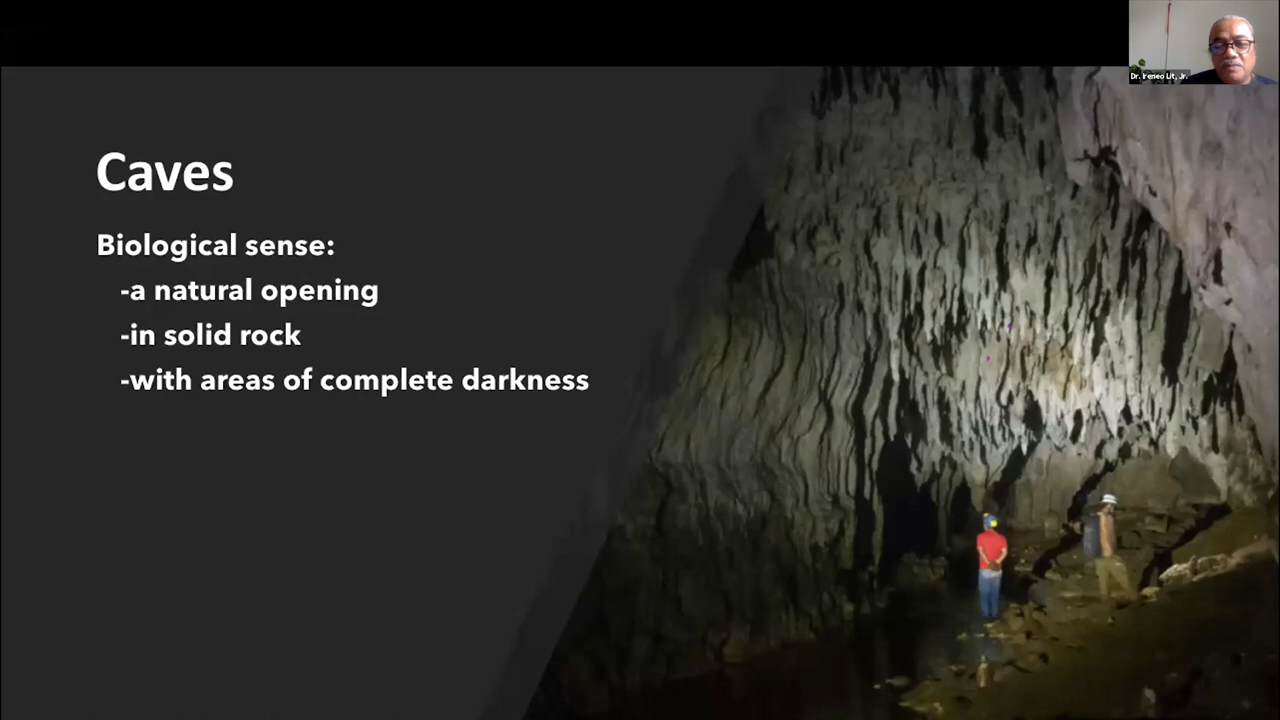 Dr. Ireneo Lit, Jr.
Caves
Biological sense:
-a natural opening
-in solid rock
-with areas of complete darkness